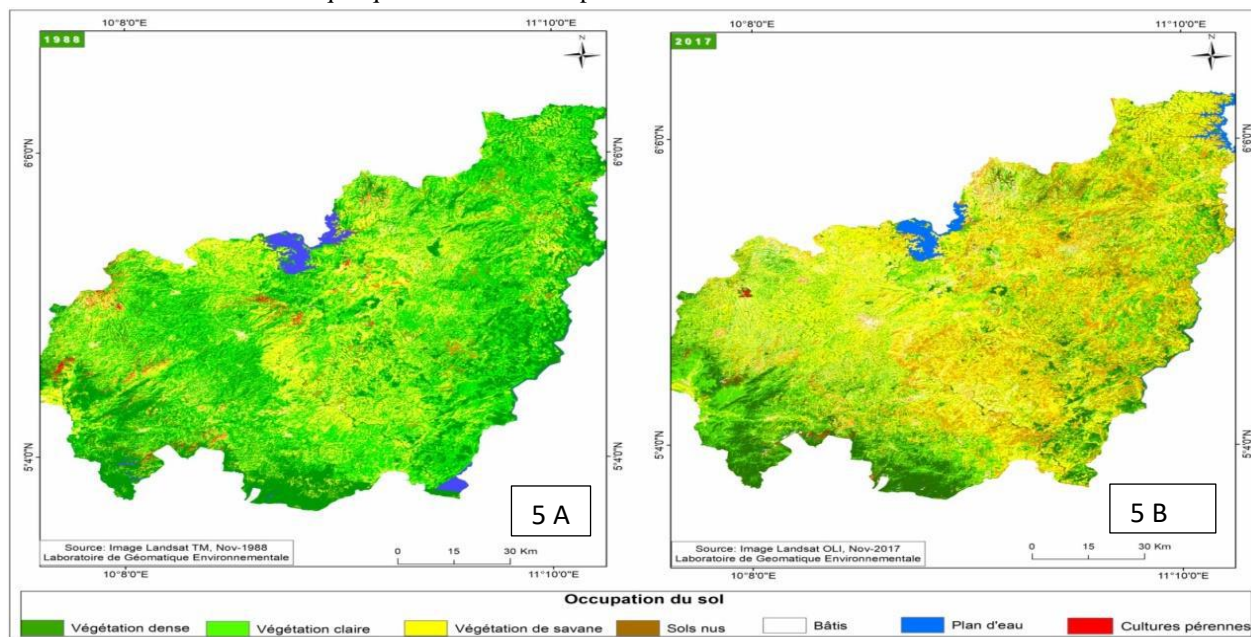 1988
10°8'0"E
11°10'0"E
N
6°6'0"N
6°6'0"N
5°4'0"N
5°4'0"N
5 A
Source: Image Landsat TM, Nov-1988
Laboratoire de Géomatique Environnementale
0 15 30 Km
10°8'0"E
11°10'0"E
2017
10°8'0"E
11°10'0"E
N
6°6'0"N
6°6'0"N
5°4'0"N
5°4'0"N
5 B
Source: Image Landsat OLI, Nov-2017
Laboratoire de Géomatique Environnementale
0 15 30 Km
10°8'0"E
11°10'0"E
Occupation du sol
Végétation dense Végétation claire Végétation de savane Sols nus Bâtis Plan d'eau Cultures pérennes